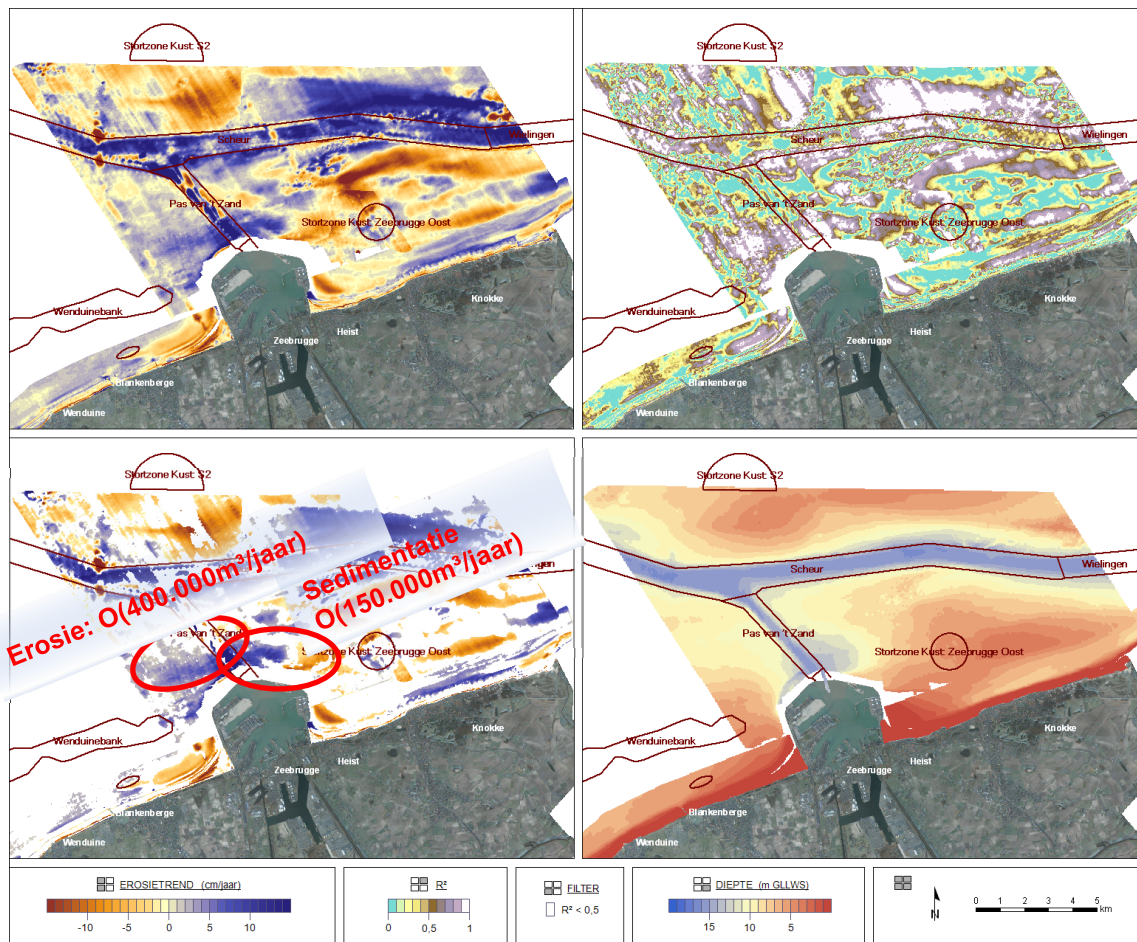 Stortzone Kust: S2
Scheur
Wielingen
Pas van 't Zand
Stortzone Kust: Zeebrugge Oost
Wenduinebank
Knokke
Heist
Zeebrugge
Blankenberge
Wenduine
Stortzone Kust: S2
Scheur
Wielingen
Pas van 't Zand
Stortzone Kust: Zeebrugge Oost
Wenduinebank
Knokke
Heist
Zeebrugge
Blankenberge
Wenduine
Stortzone Kust: S2
Erosie: O(400.000m³/jaar)
Sedimentatie
O(150.000m³/jaar)
ngen
as van 't Zand
Stortzone Kust: Zeebrugge Oost
Wenduinebank
Knokke
Heist
Zeebrugge
Blankenberge
Wenduine
Stortzone Kust: S2
Scheur
Wielingen
Pas van 't Zand
Stortzone Kust: Zeebrugge Oost
Wenduinebank
Knokke
Heist
Zeebrugge
Blankenberge
Wenduine
EROSIETREND (cm/jaar)
-10 -5 0 5 10
R²
0 0,5 1
FILTER
R² < 0,5
DIEPTE (m GLLWS)
15 10 5
N
0 1 2 3 4 5
km